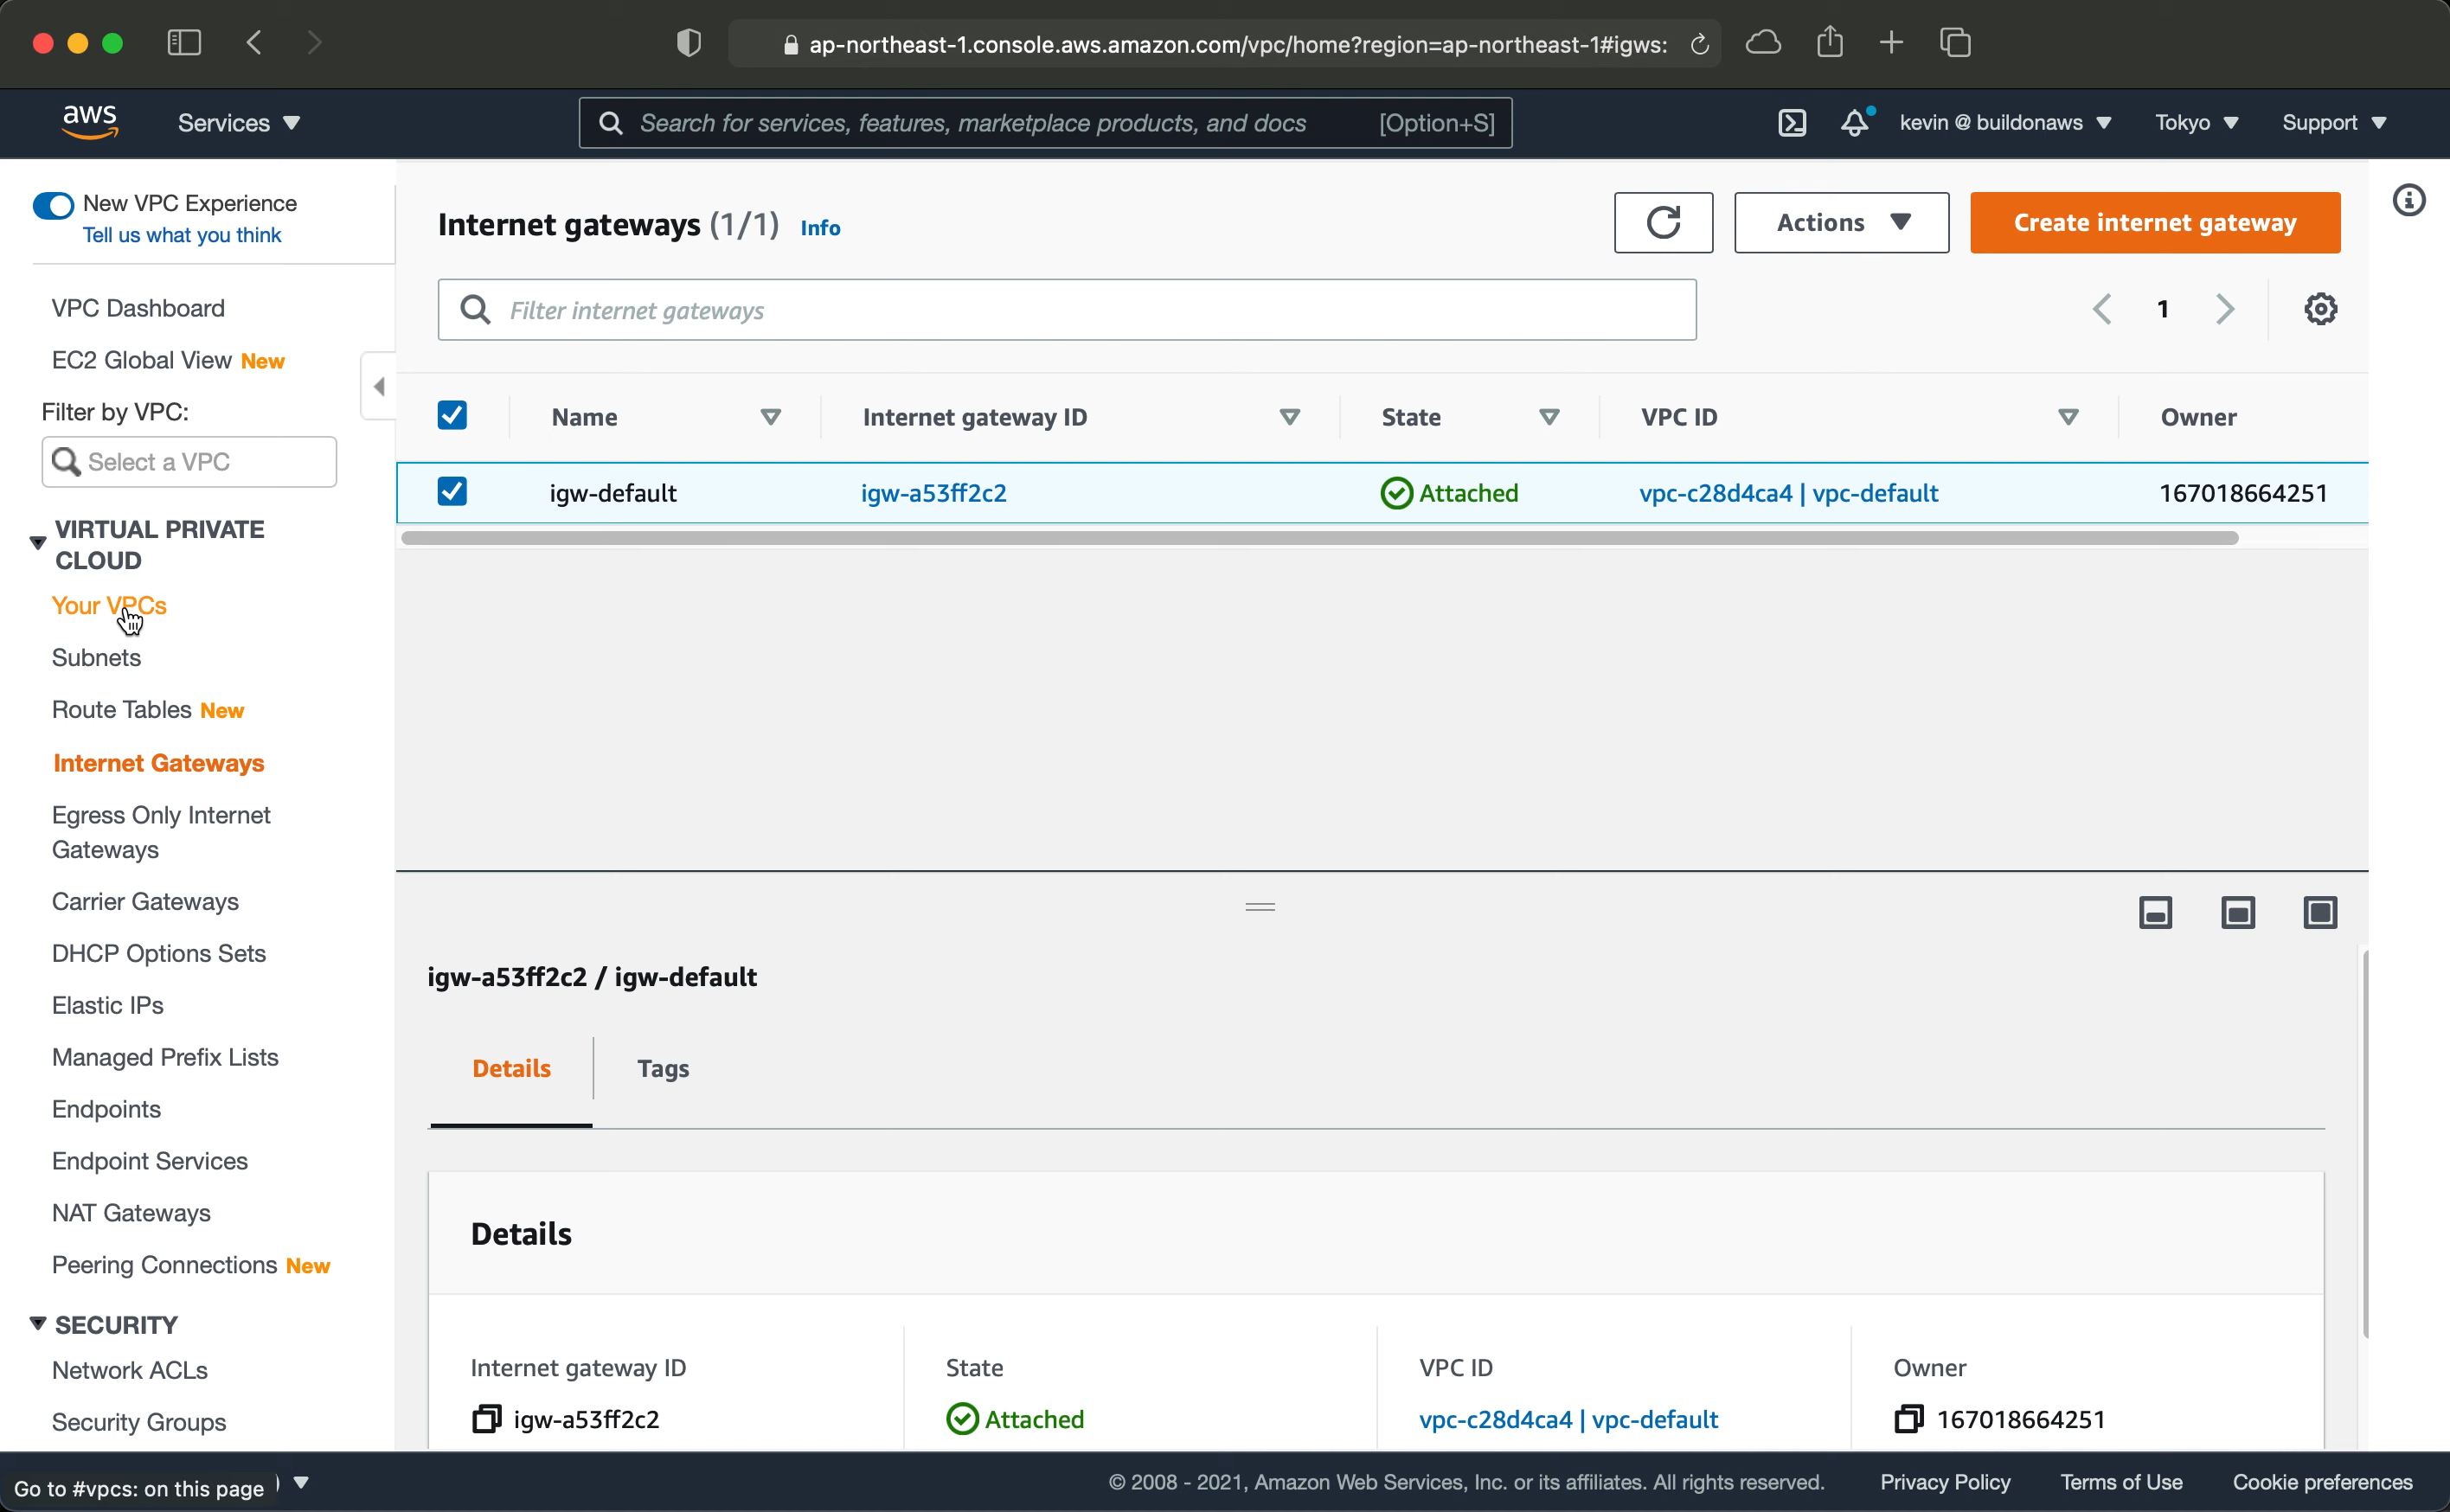 ap-northeast-1.console.aws.amazon.com/vpc/home?region=ap-northeast-1#igws:
aws
Services
Search for services, features, marketplace products, and docs
[Option+S]
kevin @ buildonaws
Tokyo
Support
New VPC Experience
Tell us what you think
VPC Dashboard
EC2 Global View New
Filter by VPC:
Select a VPC
VIRTUAL PRIVATE
CLOUD
Your VPCs
Subnets
Route Tables New
Internet Gateways
Egress Only Internet
Gateways
Carrier Gateways
DHCP Options Sets
Elastic IPs
Managed Prefix Lists
Endpoints
Endpoint Services
NAT Gateways
Peering Connections New
SECURITY
Network ACLs
Security Groups
Internet gateways (1/1) Info
Actions
Create internet gateway
Filter internet gateways
1
Name
Internet gateway ID
State
VPC ID
Owner
igw-default
igw-a53ff2c2
Attached
vpc-c28d4ca4 | vpc-default
167018664251
igw-a53ff2c2 / igw-default
Details
Tags
Details
Internet gateway ID
igw-a53ff2c2
State
Attached
VPC ID
vpc-c28d4ca4 | vpc-default
Owner
167018664251
Go to #vpcs: on this page
)
© 2008 - 2021, Amazon Web Services, Inc. or its affiliates. All rights reserved.
Privacy Policy
Terms of Use
Cookie preferences